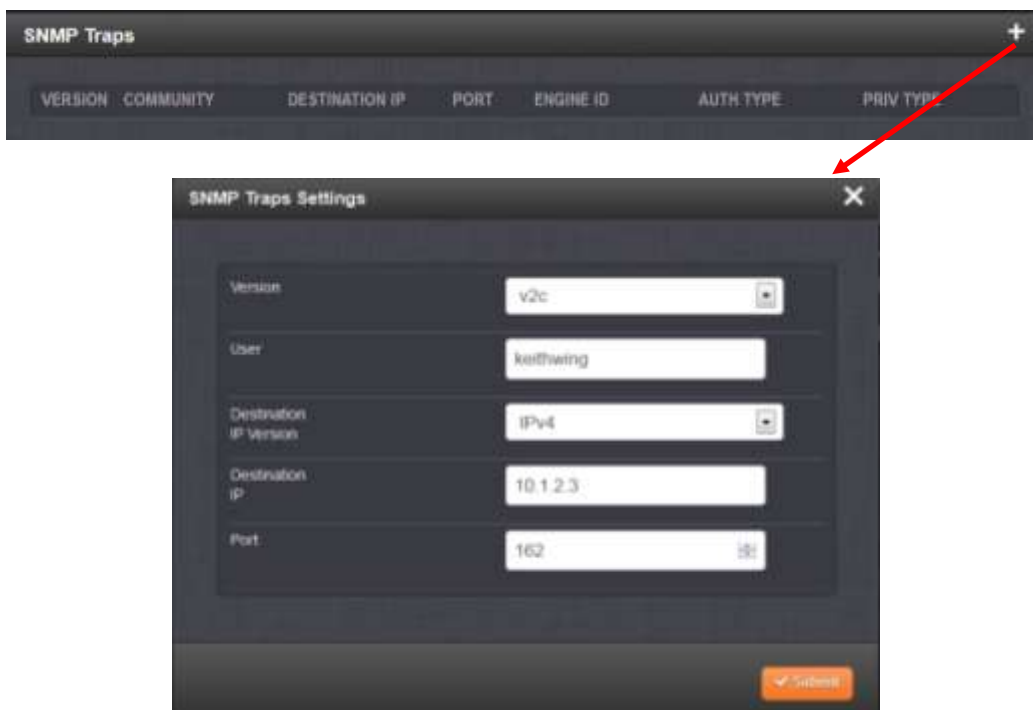 SNMP Traps
+
VERSION COMMUNITY DESTINATION IP PORT ENGINE ID AUTH TYPE PRIV TYPE
SNMP Traps Settings
Version
v2c
User
keithwing
Destination
IP Version
IPv4
Destination
IP
10.1.2.3
Port
162
Submit